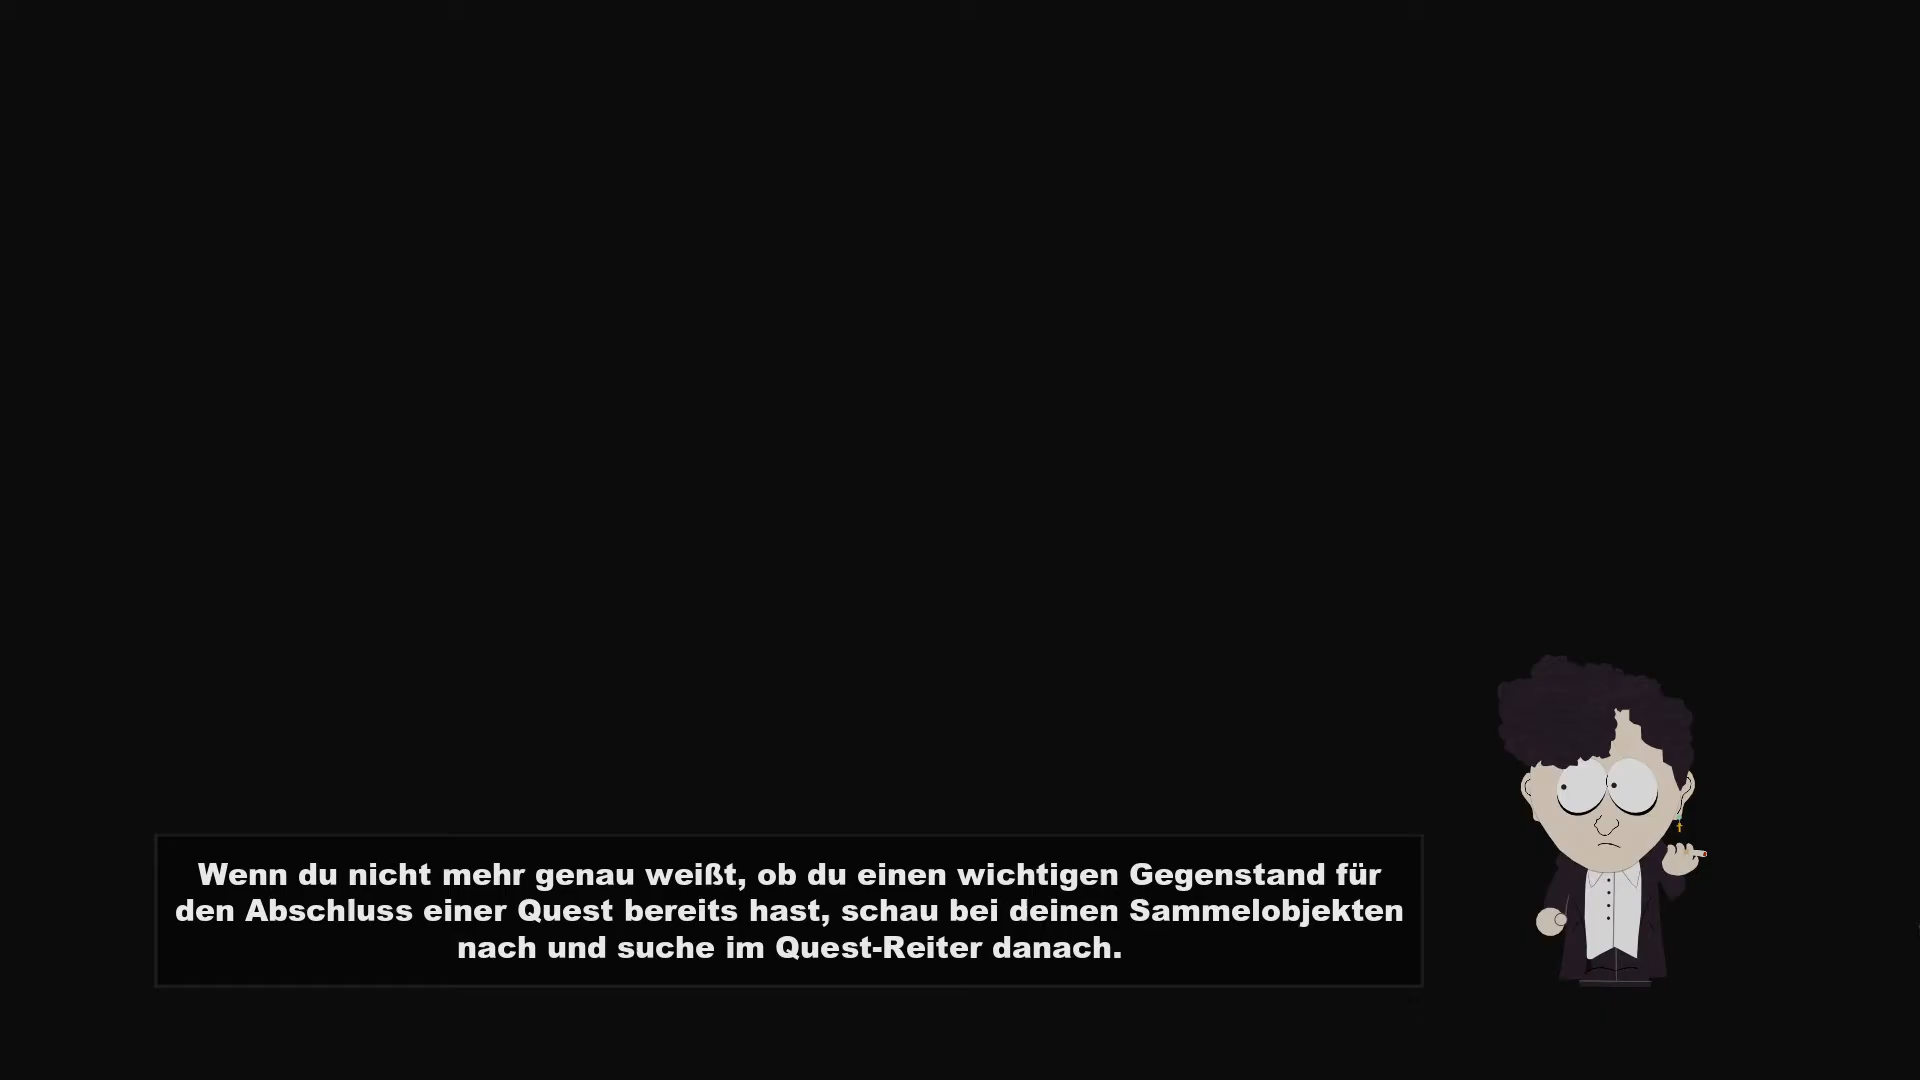 Wenn du nicht mehr genau weißt, ob du einen wichtigen Gegenstand für
den Abschluss einer Quest bereits hast, schau bei deinen Sammelobjekten
nach und suche im Quest-Reiter danach.